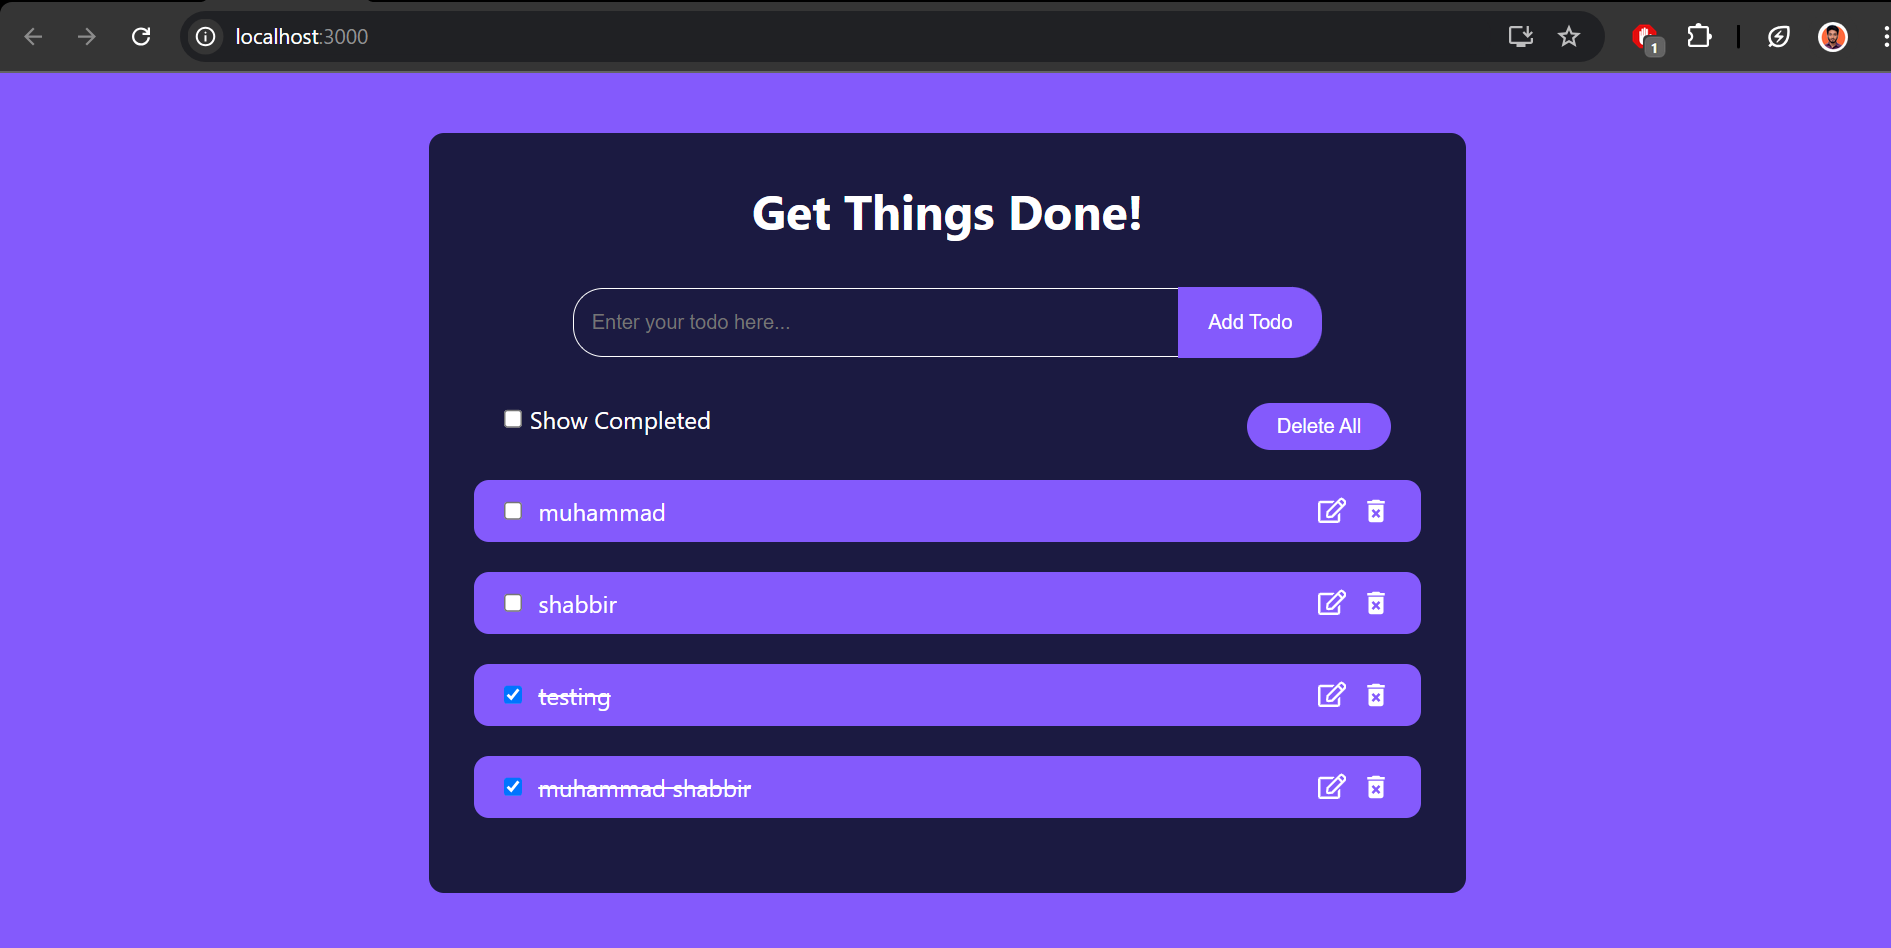 localhost:3000
1
Get Things Done!
Enter your todo here...
Add Todo
Show Completed
Delete All
muhammad
shabbir
testing
muhammad shabbir